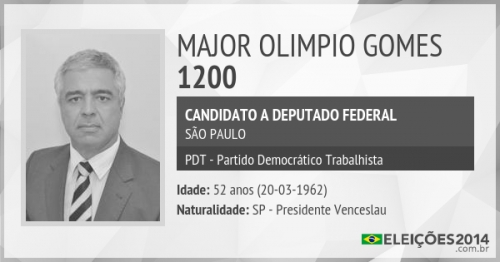 MAJOR OLIMPIO GOMES
1200
CANDIDATO A DEPUTADO FEDERAL
SÃO PAULO
PDT - Partido Democrático Trabalhista
Idade: 52 anos (20-03-1962)
Naturalidade: SP - Presidente Venceslau
ELEIÇÕES2014
.com.br